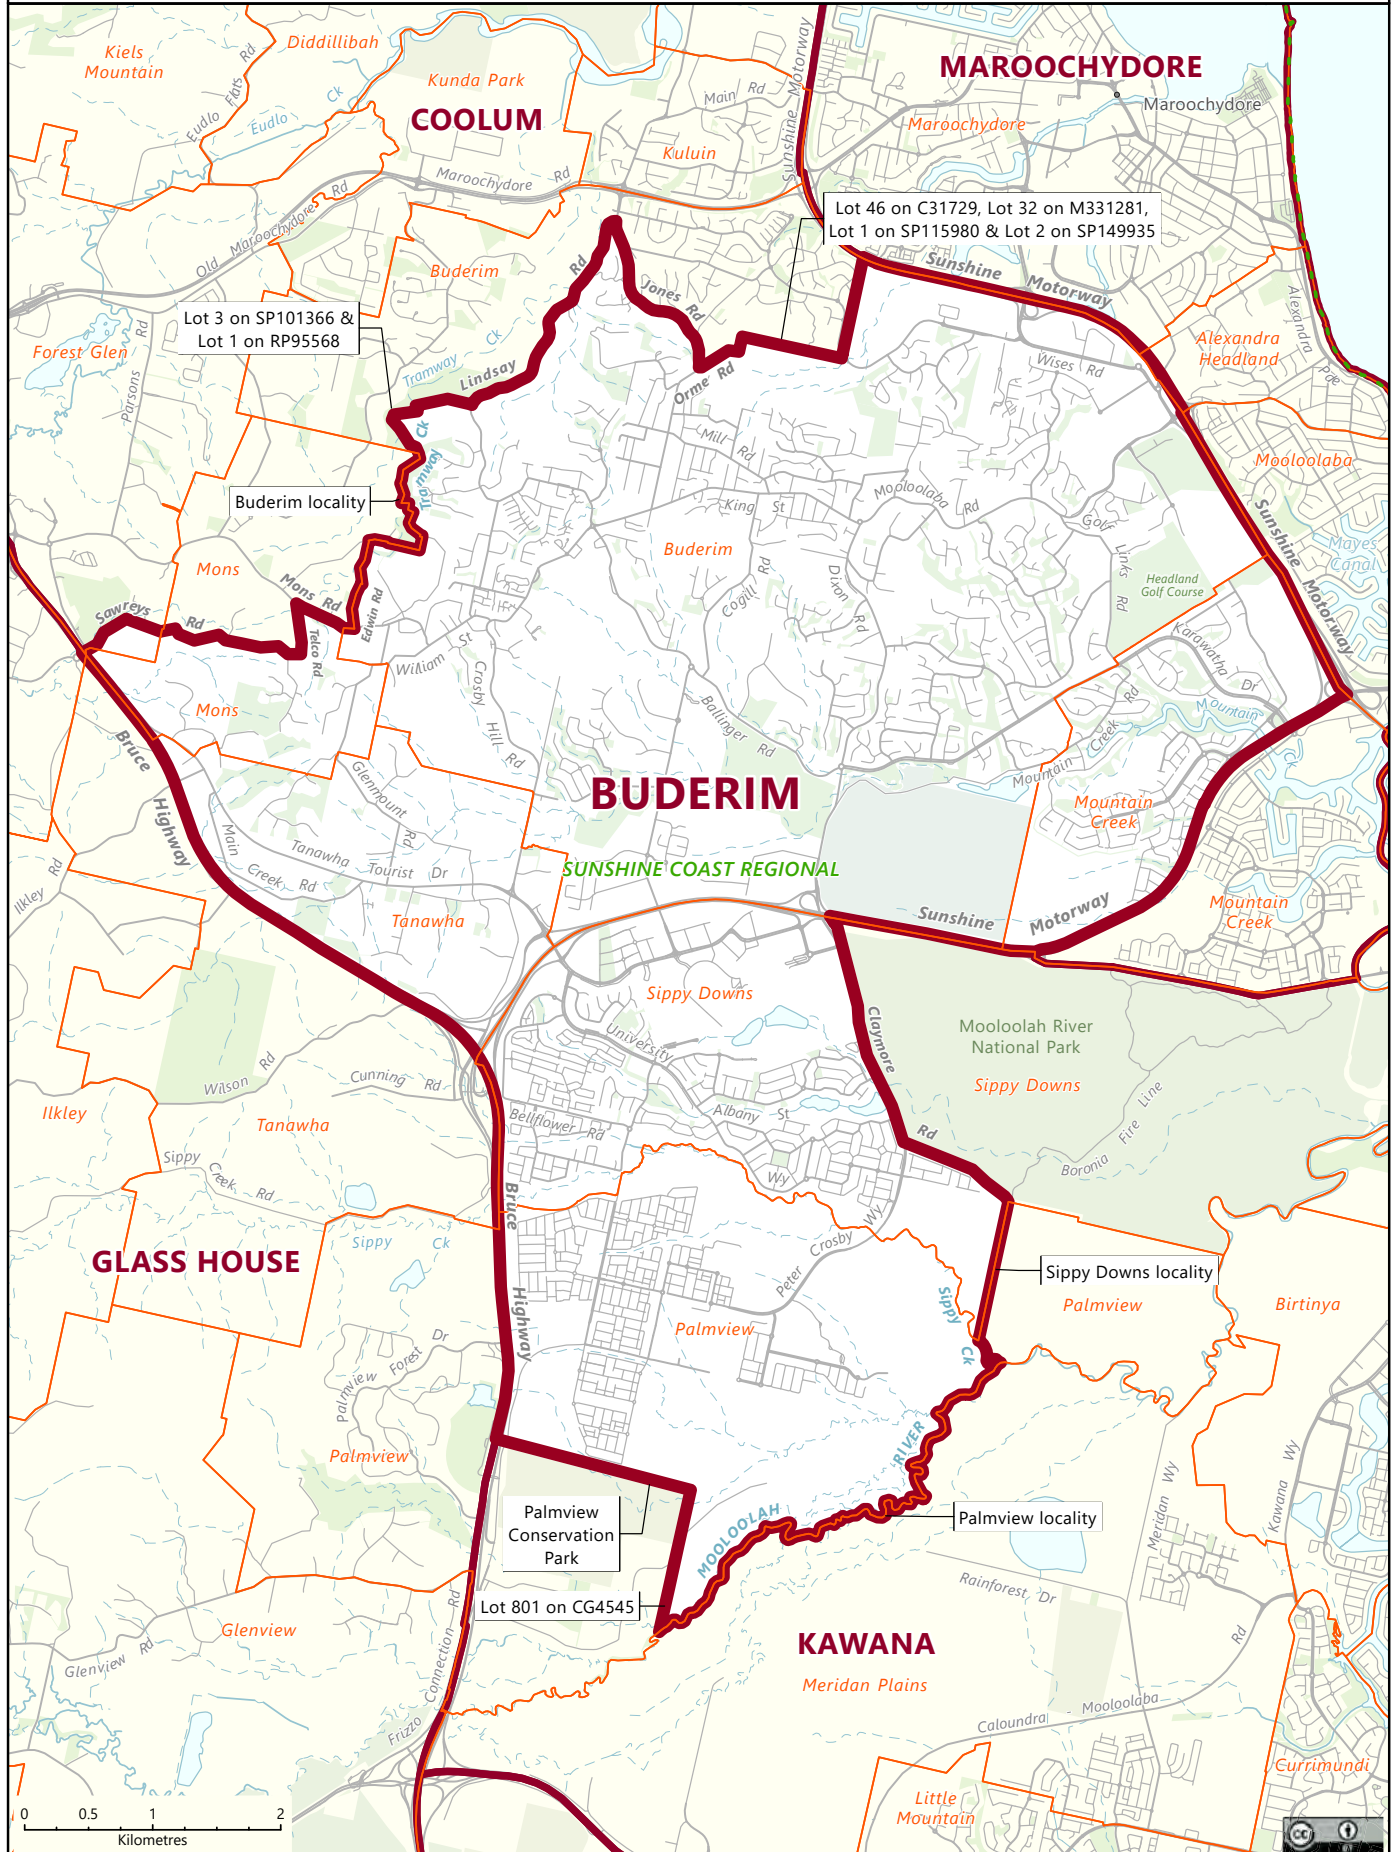 Kiels
Mountain
Diddillibah
Eudlo Flats Rd
Eudlo Ck
Kunda Park
COOLUM
Main Rd
Kuluin
Sunshine Motorway
MAROOCHYDORE
Maroochydore
Maroochydore
Maroochydore Rd
Old Maroochydore Rd
Buderim
Lot 46 on C31729, Lot 32 on M331281,
Lot 1 on SP115980 & Lot 2 on SP149935
Sunshine Motorway
Jones Rd
Lot 3 on SP101366 &
Lot 1 on RP95568
Forest Glen
Parsons Rd
Tramway Ck
Lindsay Rd
Orme Rd
Wises Rd
Alexandra
Headland
Alexandra Pde
Mooloolaba
Tramway Ck
Mill Rd
King St
Mooloolaba Rd
Golf Links Rd
Buderim locality
Buderim
Cogill Rd
Dixon Rd
Headland
Golf Course
Sunshine Motorway
Mayes
Canal
Mons
Mons Rd
Sawreys Rd
Telco Rd
Edwin Rd
William St
Crosby Hill Rd
Karawatha Dr
Mons
Ballinger Rd
Mountain Creek Rd
Mountain Ck
Bruce Highway
Glenmount Rd
BUDERIM
Mountain
Creek
Main Creek Rd
Tanawha Tourist Dr
SUNSHINE COAST REGIONAL
Ilkley Rd
Tanawha
Sunshine Motorway
Mountain
Creek
Sippy Downs
Claymore Rd
Mooloolah River
National Park
Sippy Downs
University Wy
Wilson Rd
Cunning Rd
Ilkley
Tanawha
Bellflower Rd
Albany St
Boronia Fire Line
Sippy Creek Rd
Bruce Highway
GLASS HOUSE
Sippy Ck
Peter Crosby Wy
Sippy Downs locality
Palmview
Birtinya
Sippy Ck
Palmview
Palmview Forest Dr
Palmview
MOOLOOLAH RIVER
Palmview
Conservation
Park
Palmview locality
Meridan Wy
Kawana Wy
Lot 801 on CG4545
Rainforest Dr
Glenview
Glenview Rd
KAWANA
Meridan Plains
Frizzo Connection Rd
Caloundra Mooloolaba Rd
Currimundi
Little
Mountain
0 0.5 1 2
Kilometres
cc